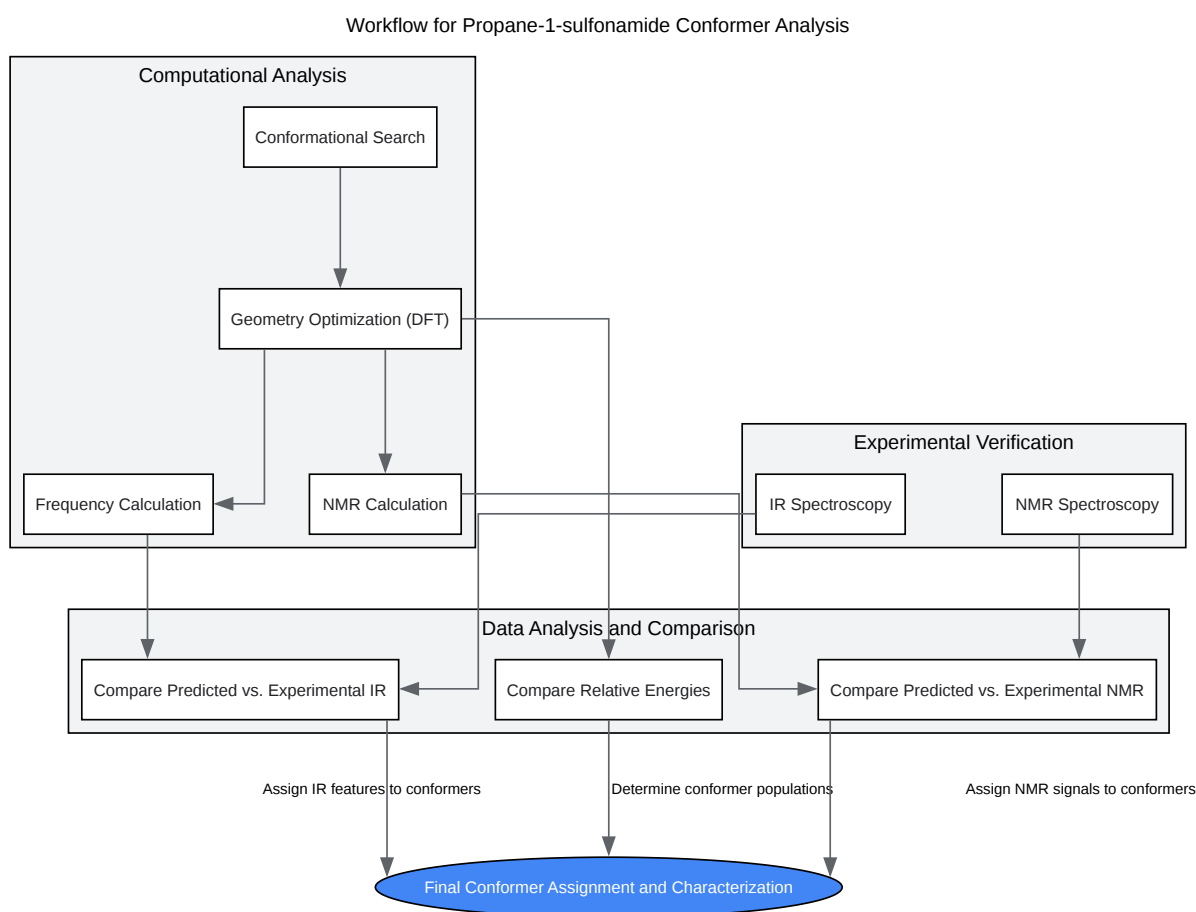 Workflow for Propane-1-sulfonamide Conformer Analysis
Computational Analysis
Conformational Search
Geometry Optimization (DFT)
Experimental Verification
Frequency Calculation
NMR Calculation
IR Spectroscopy
NMR Spectroscopy
Data Analysis and Comparison
Compare Predicted vs. Experimental IR
Compare Relative Energies
Compare Predicted vs. Experimental NMR
Assign IR features to conformers
Determine conformer populations
Assign NMR signals to conformers
Final Conformer Assignment and Characterization